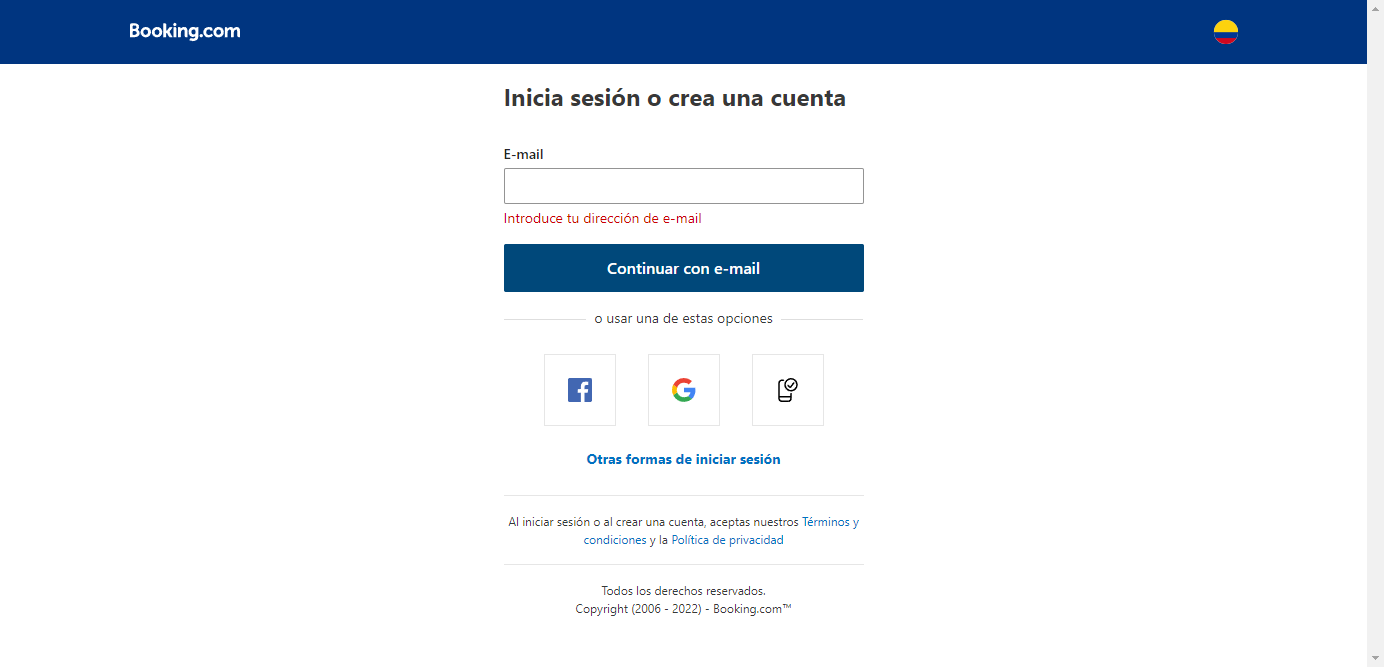 Booking.com
Inicia sesión o crea una cuenta
E-mail
Introduce tu dirección de e-mail
Continuar con e-mail
o usar una de estas opciones
Otras formas de iniciar sesión
Al iniciar sesión o al crear una cuenta, aceptas nuestros Términos y
condiciones y la Política de privacidad
Todos los derechos reservados.
Copyright (2006 - 2022) - Booking.com™